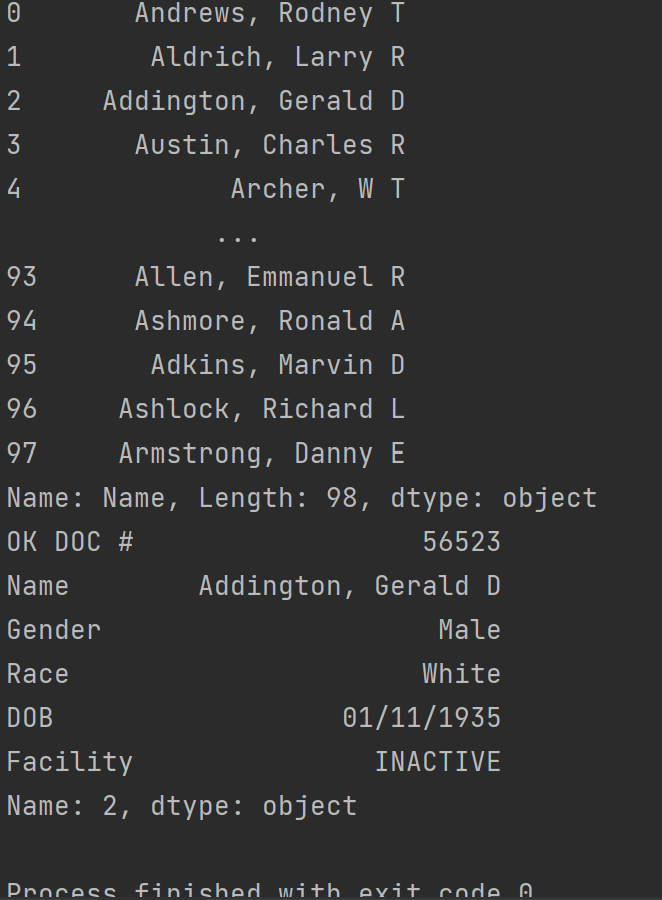 0       Andrews, Rodney T
1        Aldrich, Larry R
2     Addington, Gerald D
3       Austin, Charles R
4             Archer, W T
             ...
93      Allen, Emmanuel R
94      Ashmore, Ronald A
95       Adkins, Marvin D
96     Ashlock, Richard L
97     Armstrong, Danny E
Name: Name, Length: 98, dtype: object
OK DOC #                  56523
Name        Addington, Gerald D
Gender                     Male
Race                      White
DOB                  01/11/1935
Facility               INACTIVE
Name: 2, dtype: object
Process finished with exit code 0